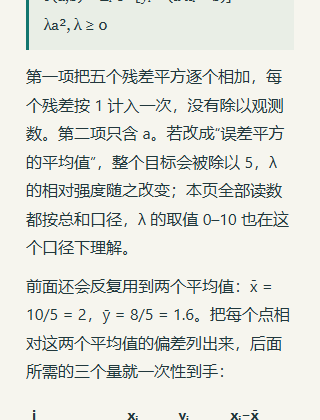 λa², λ ≥ 0
第一项把五个残差平方逐个相加，每
个残差按 1 计入一次，没有除以观测
数。第二项只含 a。若改成“误差平方
的平均值”，整个目标会被除以 5，λ
的相对强度随之改变；本页全部读数
都按总和口径，λ 的取值 0–10 也在这
个口径下理解。
前面还会反复用到两个平均值：x̄ =
10/5 = 2，ȳ = 8/5 = 1.6。把每个点相
对这两个平均值的偏差列出来，后面
所需的三个量就一次性到手：
i xᵢ yᵢ xᵢ−x̄